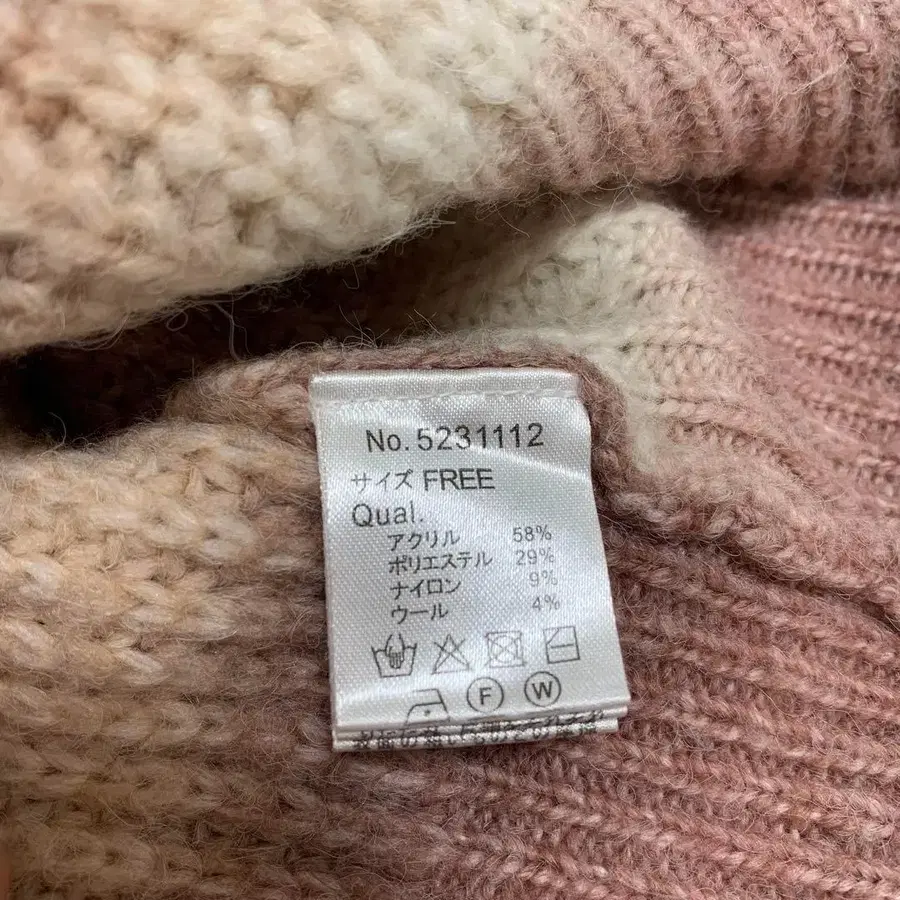 No. 5231112
サイズ FREE
Qual.
アクリル 58%
ポリエステル 29%
ナイロン 9%
ウール 4%
F W